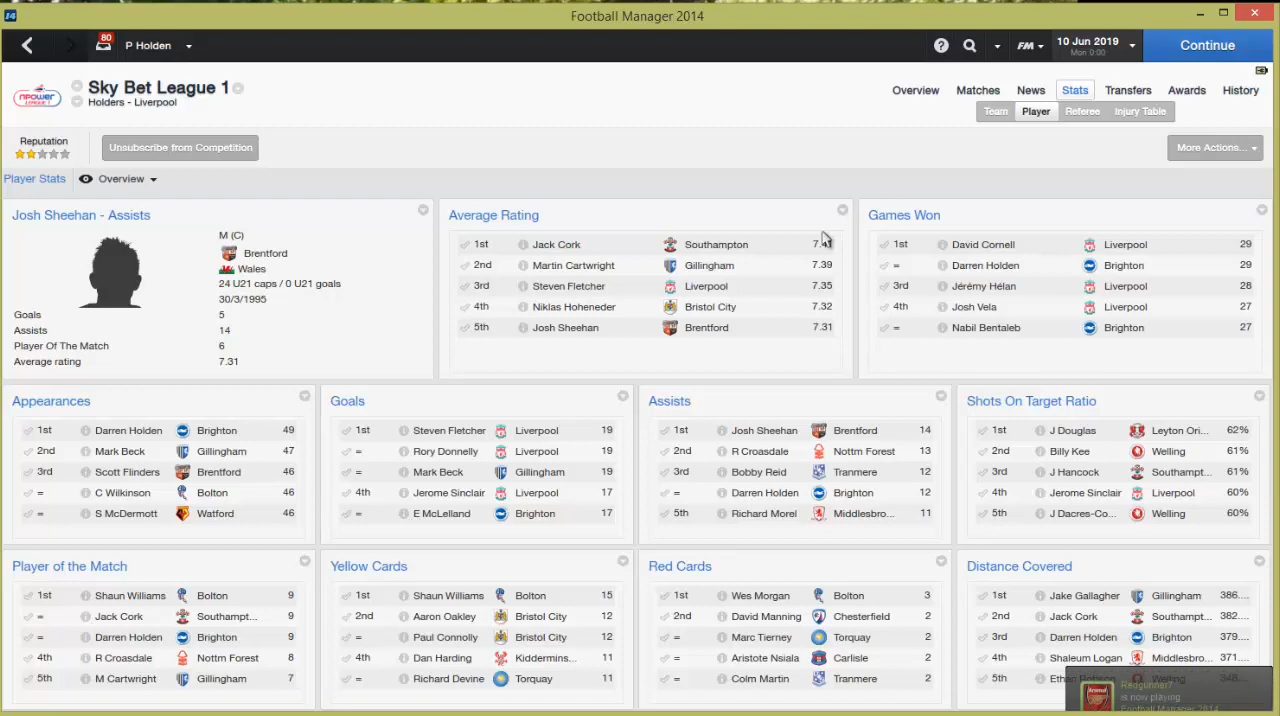 Football Manager 2014
80
P Holden
FM
10 Jun 2019
Mon 0:00
Continue
npower
LEAGUE 1
Sky Bet League 1
Holders - Liverpool
Overview Matches News Stats Transfers Awards History
Team Player Referee Injury Table
Reputation
Unsubscribe from Competition
More Actions...
Player Stats Overview
Josh Sheehan - Assists
M (C)
Brentford
Wales
24 U21 caps / 0 U21 goals
30/3/1995
Goals 5
Assists 14
Player Of The Match 6
Average rating 7.31
Average Rating
1st Jack Cork Southampton
2nd Martin Cartwright Gillingham 7.39
3rd Steven Fletcher Liverpool 7.35
4th Niklas Hoheneder Bristol City 7.32
5th Josh Sheehan Brentford 7.31
Games Won
1st David Cornell Liverpool 29
= Darren Holden Brighton 29
3rd Jérémy Hélan Liverpool 28
4th Josh Vela Liverpool 27
= Nabil Bentaleb Brighton 27
Appearances
1st Darren Holden Brighton 49
2nd Mark Beck Gillingham 47
3rd Scott Flinders Brentford 46
= C Wilkinson Bolton 46
= S McDermott Watford 46
Goals
1st Steven Fletcher Liverpool 19
= Rory Donnelly Liverpool 19
= Mark Beck Gillingham 19
4th Jerome Sinclair Liverpool 17
= E McLelland Brighton 17
Assists
1st Josh Sheehan Brentford 14
2nd R Croasdale Nottm Forest 13
3rd Bobby Reid Tranmere 12
= Darren Holden Brighton 12
5th Richard Morel Middlesbro... 11
Shots On Target Ratio
1st J Douglas Leyton Ori... 62%
2nd Billy Kee Welling 61%
3rd J Hancock Southampt... 61%
4th Jerome Sinclair Liverpool 60%
5th J Dacres-Co... Welling 60%
Player of the Match
1st Shaun Williams Bolton 9
= Jack Cork Southampt... 9
= Darren Holden Brighton 9
4th R Croasdale Nottm Forest 8
5th M Cartwright Gillingham 7
Yellow Cards
1st Shaun Williams Bolton 15
2nd Aaron Oakley Bristol City 12
= Paul Connolly Bristol City 12
4th Dan Harding Kiddermins... 11
= Richard Devine Torquay 11
Red Cards
1st Wes Morgan Bolton 3
2nd David Manning Chesterfield 2
= Marc Tierney Torquay 2
= Aristote Nsiala Carlisle 2
= Colm Martin Tranmere 2
Distance Covered
1st Jake Gallagher Gillingham 386....
2nd Jack Cork Southampt... 382....
3rd Darren Holden Brighton 379....
4th Shaleum Logan Middlesbro... 371....
5th Welling 348....
Redgunner7
is now playing
Football Manager 2014